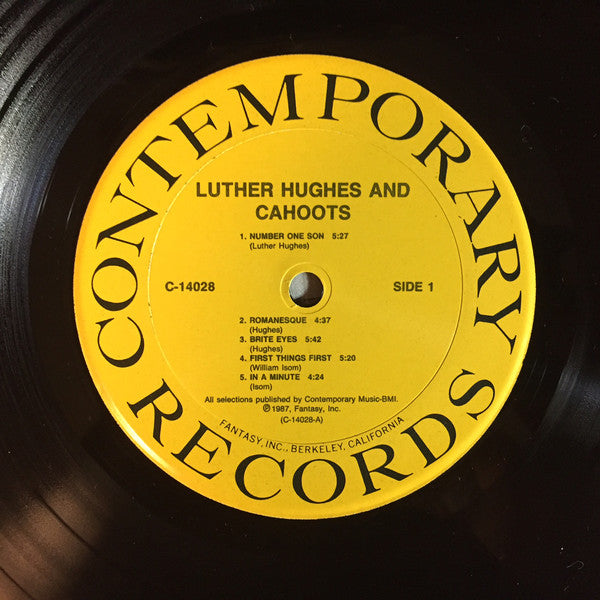 CONTEMPORARY RECORDS
LUTHER HUGHES AND
CAHOOTS
1. NUMBER ONE SON 5:27
(Luther Hughes)
C-14028
SIDE 1
2. ROMANESQUE 4:37
(Hughes)
3. BRITE EYES 5:42
(Hughes)
4. FIRST THINGS FIRST 5:20
(William Isom)
5. IN A MINUTE 4:24
(Isom)
All selections published by Contemporary Music-BMI.
℗ 1987, Fantasy, Inc.
(C-14028-A)
FANTASY, INC., BERKELEY, CALIFORNIA